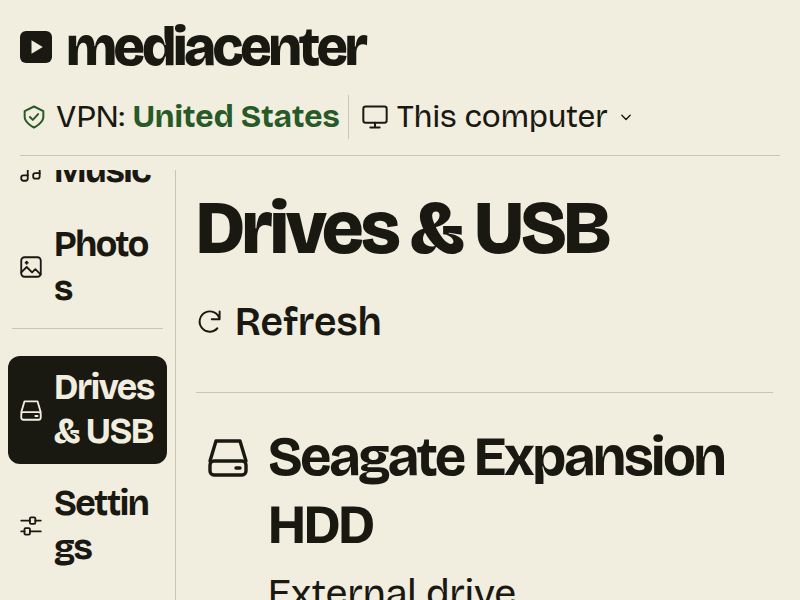 mediacenter
VPN: United States
This computer
Music
Photo
s
Drives
& USB
Settin
gs
Drives & USB
Refresh
Seagate Expansion
HDD
External drive